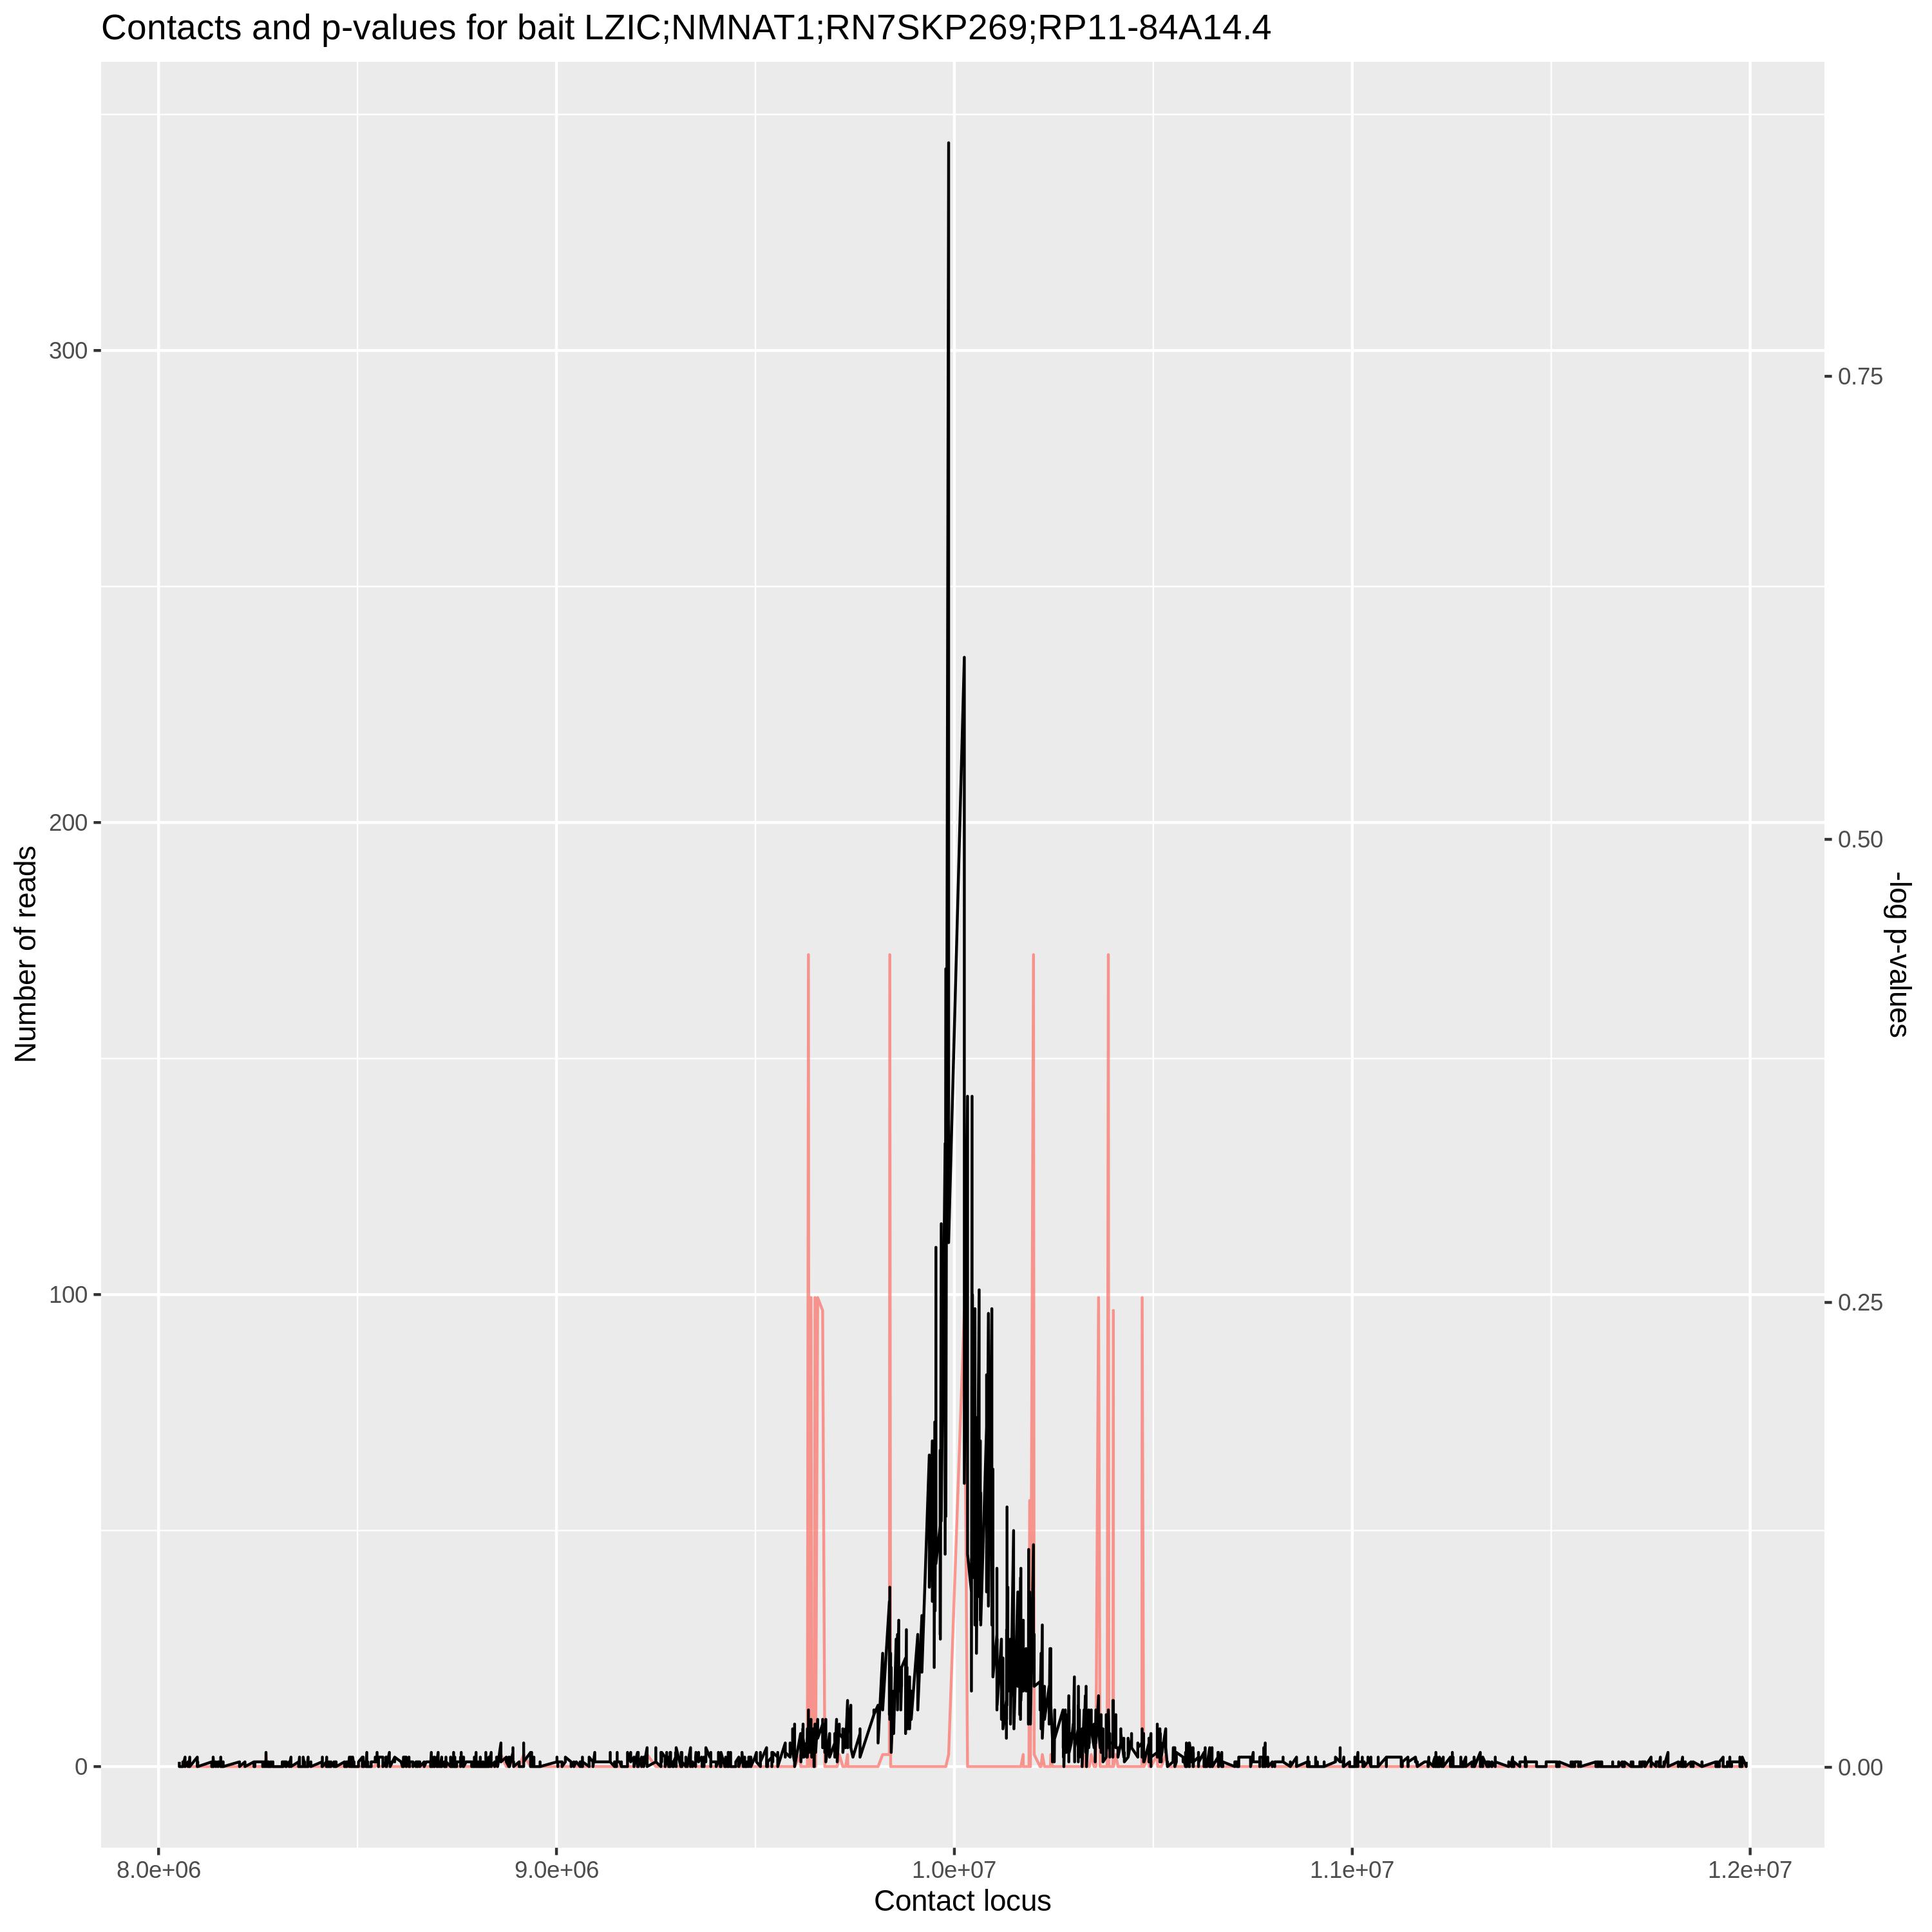 Contacts and p-values for bait LZIC;NMNAT1;RN7SKP269;RP11-84A14.4
300
200
100
0
Number of reads
0.75
0.50
0.25
0.00
-log p-values
8.0e+06 9.0e+06 1.0e+07 1.1e+07 1.2e+07
Contact locus